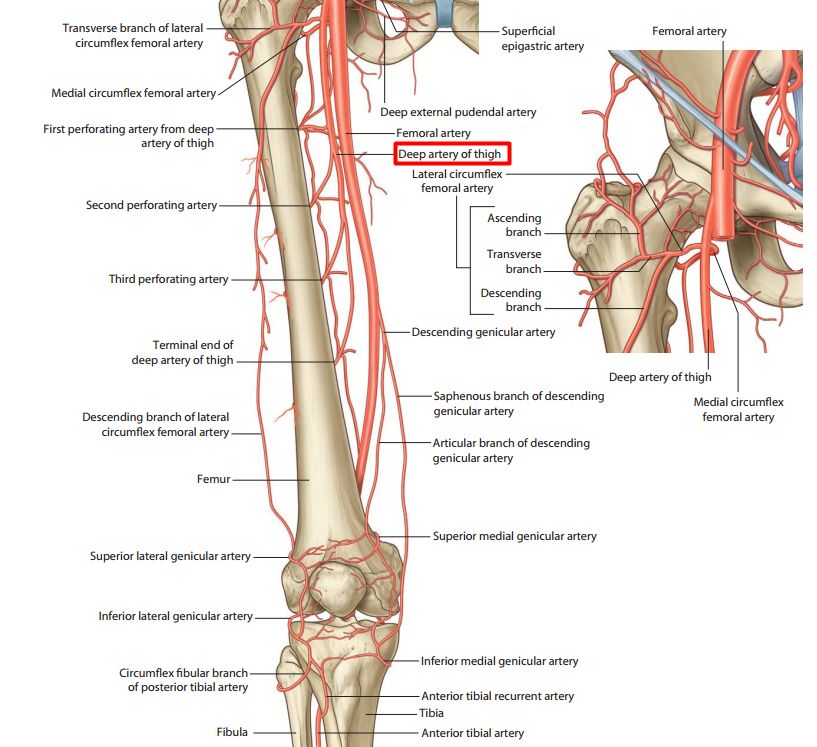 Transverse branch of lateral
circumflex femoral artery
Medial circumflex femoral artery
First perforating artery from deep
artery of thigh
Second perforating artery
Third perforating artery
Terminal end of
deep artery of thigh
Descending branch of lateral
circumflex femoral artery
Femur
Superior lateral genicular artery
Inferior lateral genicular artery
Circumflex fibular branch
of posterior tibial artery
Fibula
Superficial
epigastric artery
Deep external pudendal artery
Femoral artery
Deep artery of thigh
Lateral circumflex
femoral artery
Ascending
branch
Transverse
branch
Descending
branch
Descending genicular artery
Saphenous branch of descending
genicular artery
Articular branch of descending
genicular artery
Superior medial genicular artery
Inferior medial genicular artery
Anterior tibial recurrent artery
Tibia
Anterior tibial artery
Femoral artery
Deep artery of thigh
Medial circumflex
femoral artery